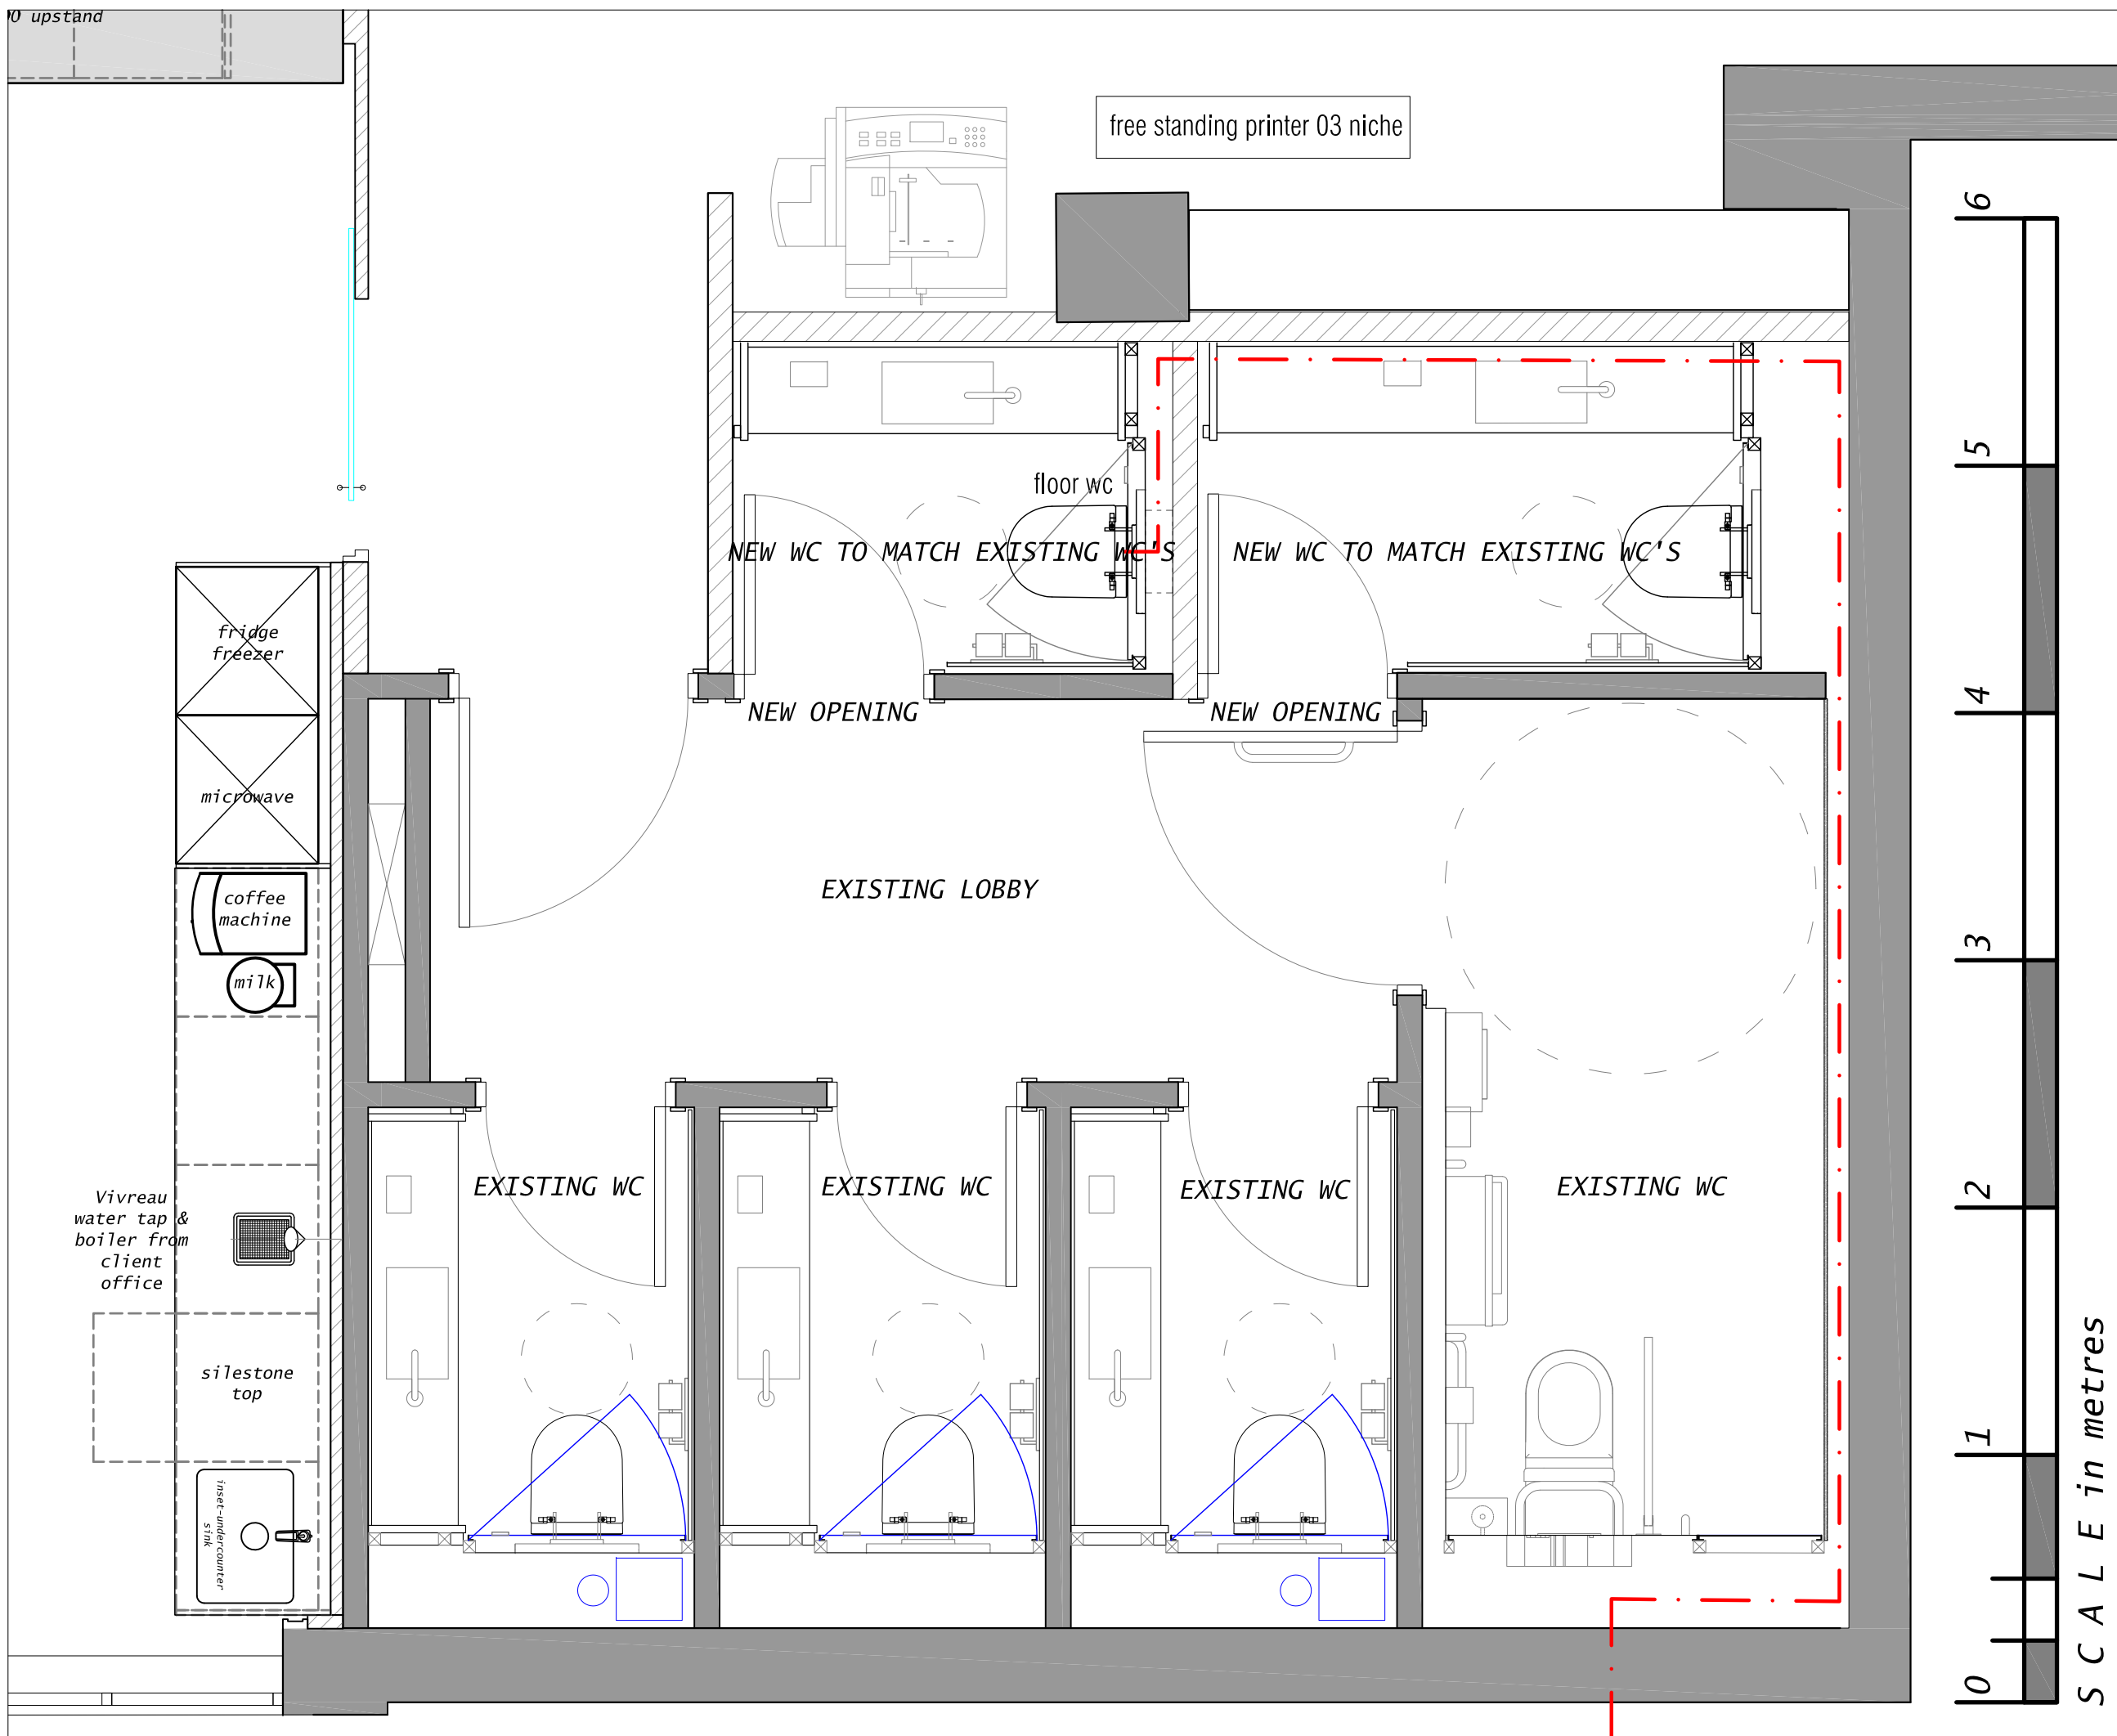 00 upstand
free standing printer 03 niche
floor wc
NEW WC TO MATCH EXISTING WC'S
NEW WC TO MATCH EXISTING WC'S
fridge
freezer
NEW OPENING
NEW OPENING
microwave
EXISTING LOBBY
coffee
machine
milk
EXISTING WC
EXISTING WC
EXISTING WC
EXISTING WC
Vivreau
water tap &
boiler from
client
office
silestone
top
inset-undercounter
sink
6
5
4
3
2
1
0
SCALE in metres